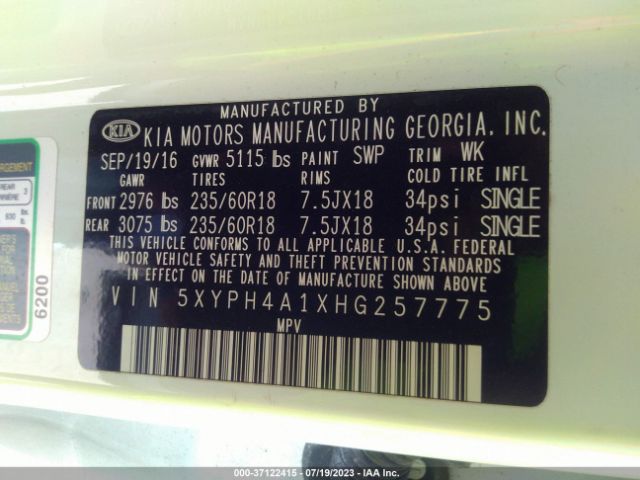 MANUFACTURED BY
KIA KIA MOTORS MANUFACTURING GEORGIA, INC.
SEP/19/16 GVWR 5115 lbs PAINT SWP TRIM WK
GAWR TIRES RIMS COLD TIRE INFL
FRONT 2976 lbs 235/60R18 7.5JX18 34psi SINGLE
REAR 3075 lbs 235/60R18 7.5JX18 34psi SINGLE
THIS VEHICLE CONFORMS TO ALL APPLICABLE U.S.A. FEDERAL
MOTOR VEHICLE SAFETY AND THEFT PREVENTION STANDARDS
IN EFFECT ON THE DATE OF MANUFACTURE SHOWN ABOVE.
VIN 5XYPH4A1XHG257775
MPV
REAR
3
6200
000-37122415 - 07/19/2023 - IAA Inc.